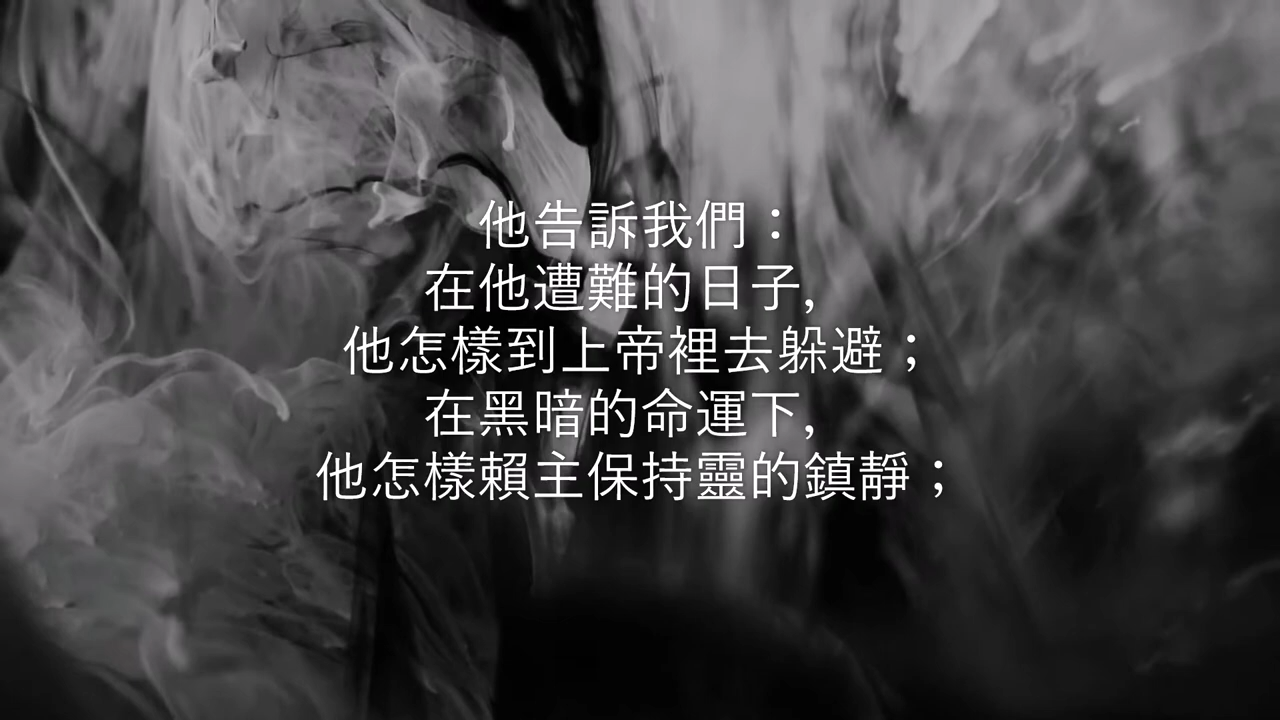 他告訴我們：
在他遭難的日子,
他怎樣到上帝裡去躲避；
在黑暗的命運下,
他怎樣賴主保持靈的鎮靜；